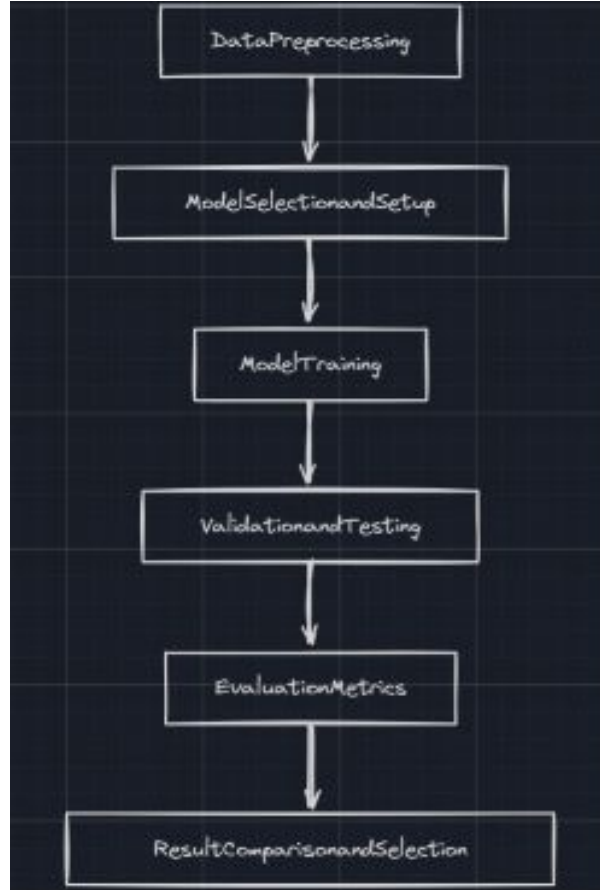 DataPreprocessing
ModelSelectionandSetup
ModelTraining
ValidationandTesting
EvaluationMetrics
ResultComparisonandSelection